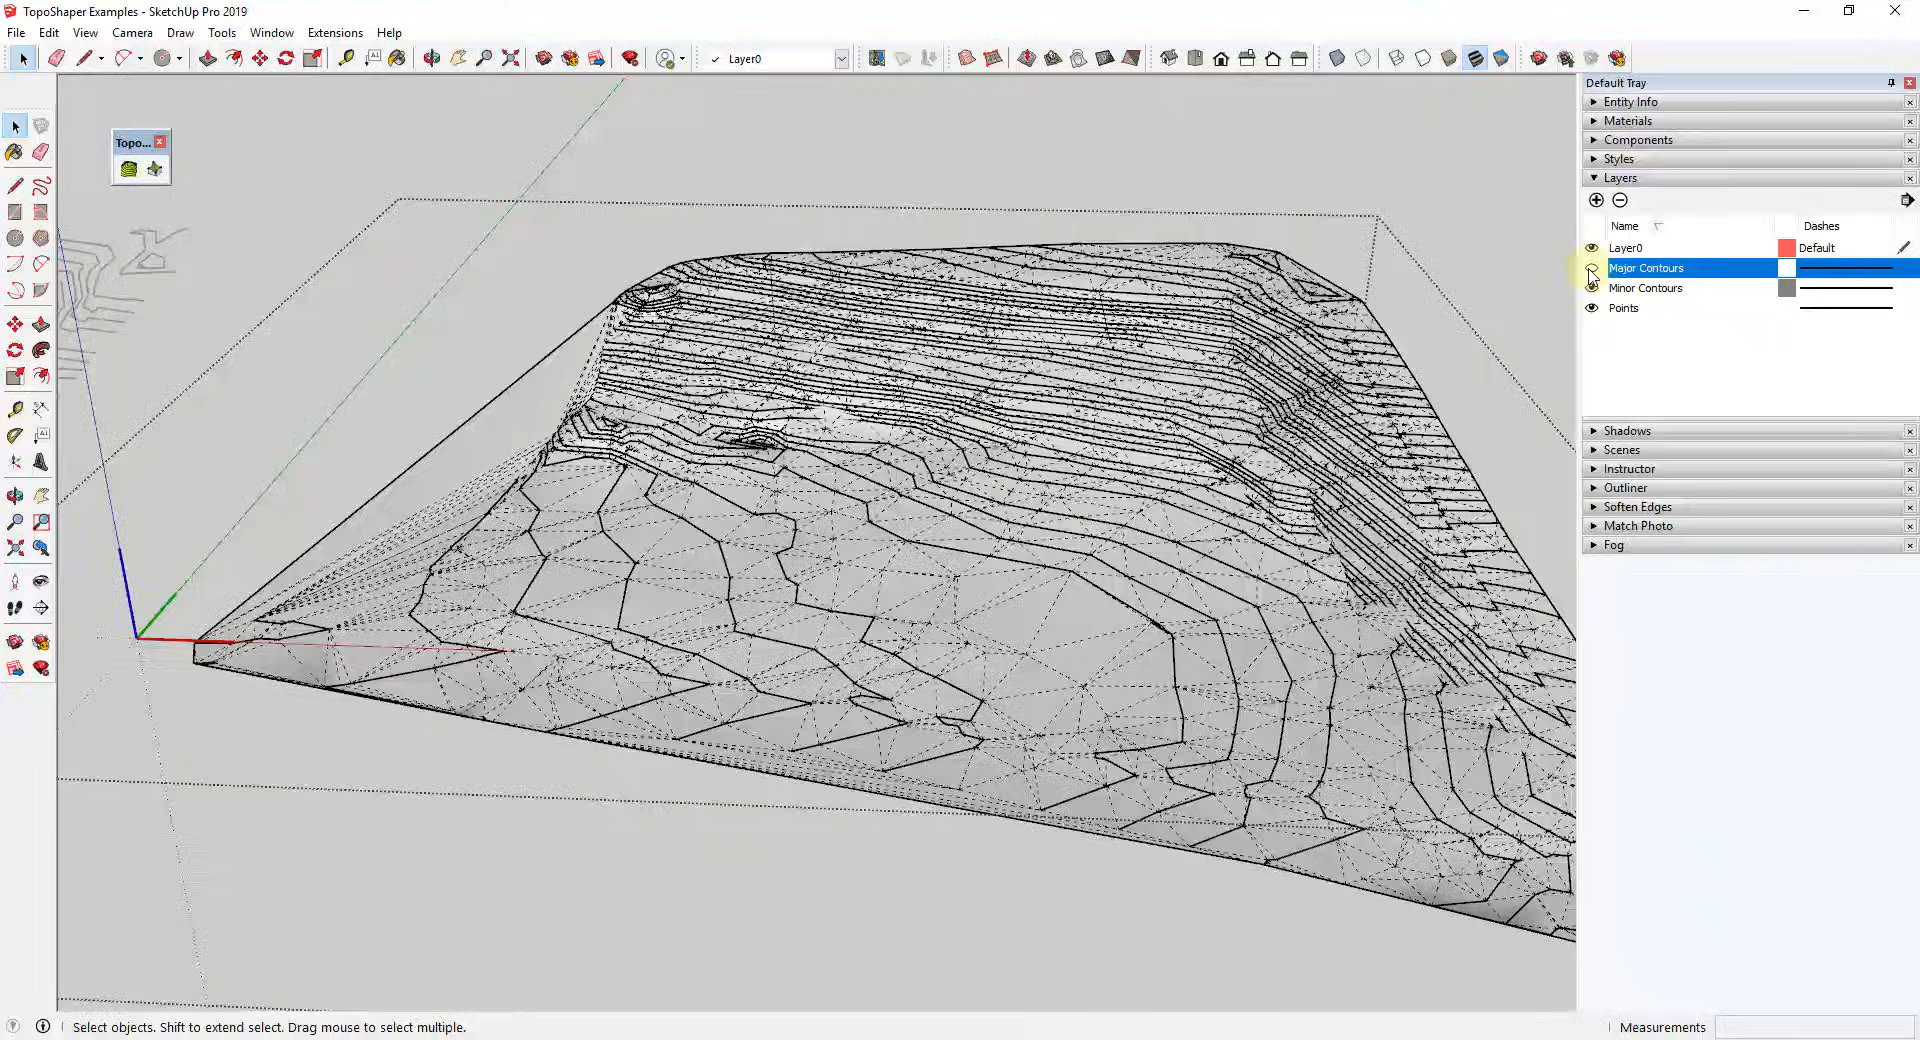 TopoShaper Examples - SketchUp Pro 2019
File Edit View Camera Draw Tools Window Extensions Help
Layer0
Default Tray
Topo...
Entity Info
Materials
Components
Styles
Layers
Name Dashes
Layer0 Default
Major Contours
Minor Contours
Points
Shadows
Scenes
Instructor
Outliner
Soften Edges
Match Photo
Fog
Select objects. Shift to extend select. Drag mouse to select multiple.
Measurements